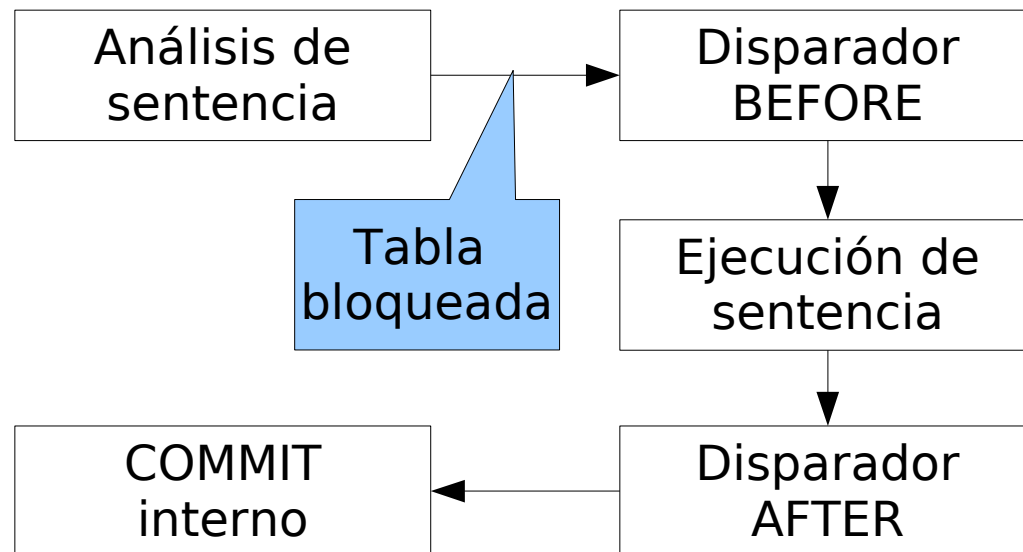 Análisis de
sentencia
Disparador
BEFORE
Tabla
bloqueada
Ejecución de
sentencia
Disparador
AFTER
COMMIT
interno